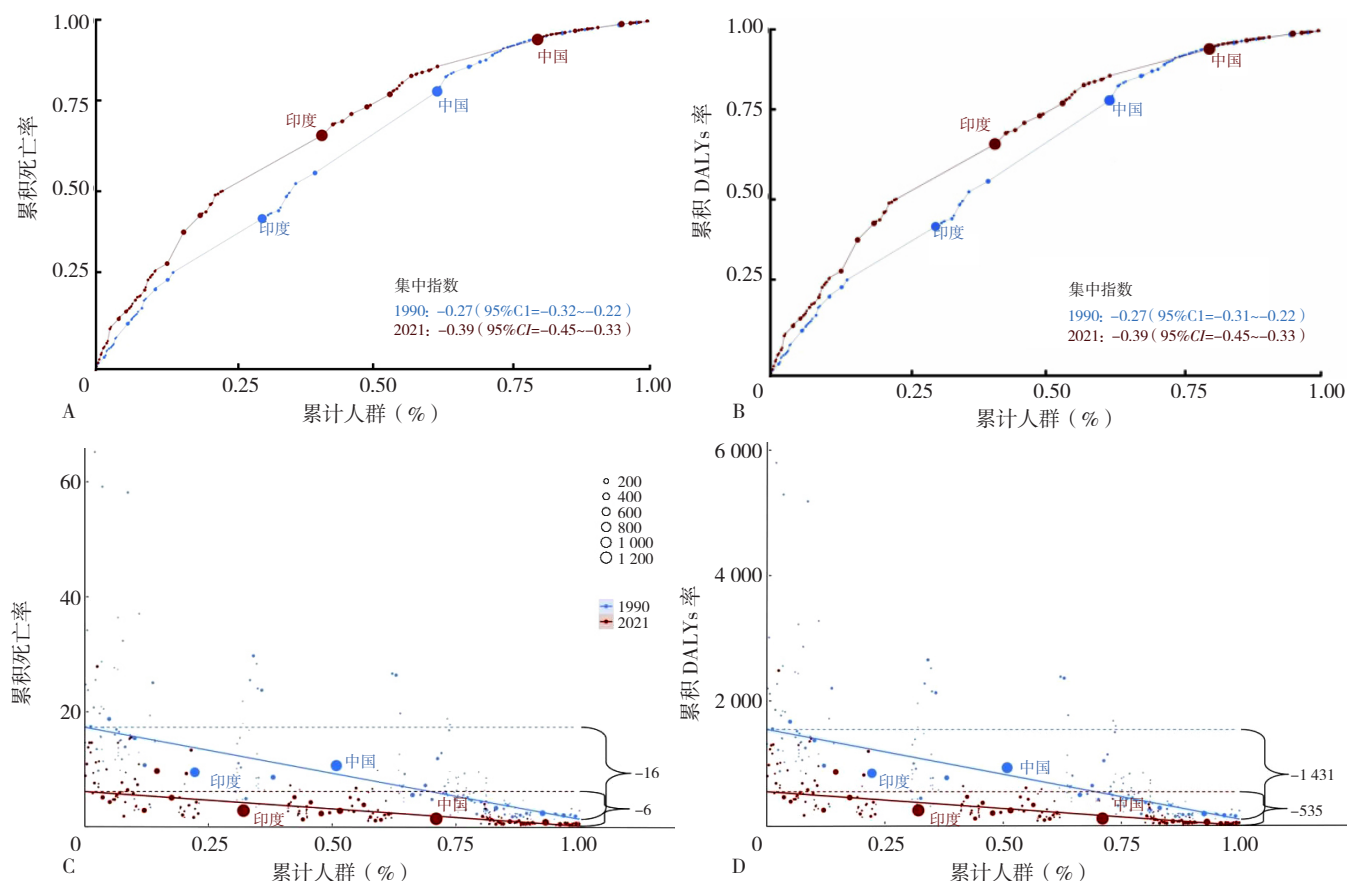 1.00
0.75
0.50
0.25
0
0.25
0.50
0.75
1.00
累积死亡率
累计人群（%）
A
印度
中国
中国
印度
集中指数
1990：-0.27（95%C1=-0.32~-0.22）
2021：-0.39（95%CI=-0.45~-0.33）
1.00
0.75
0.50
0.25
0
0.25
0.50
0.75
1.00
累积 DALYs 率
累计人群（%）
B
印度
中国
中国
印度
集中指数
1990：-0.27（95%C1=-0.31~-0.22）
2021：-0.39（95%CI=-0.45~-0.33）
60
40
20
0
0.25
0.50
0.75
1.00
累积死亡率
累计人群（%）
C
200
400
600
800
1 000
1 200
1990
2021
中国
印度
中国
印度
-16
-6
6 000
4 000
2 000
0
0.25
0.50
0.75
1.00
累积 DALYs 率
累计人群（%）
D
中国
印度
中国
印度
-1 431
-535